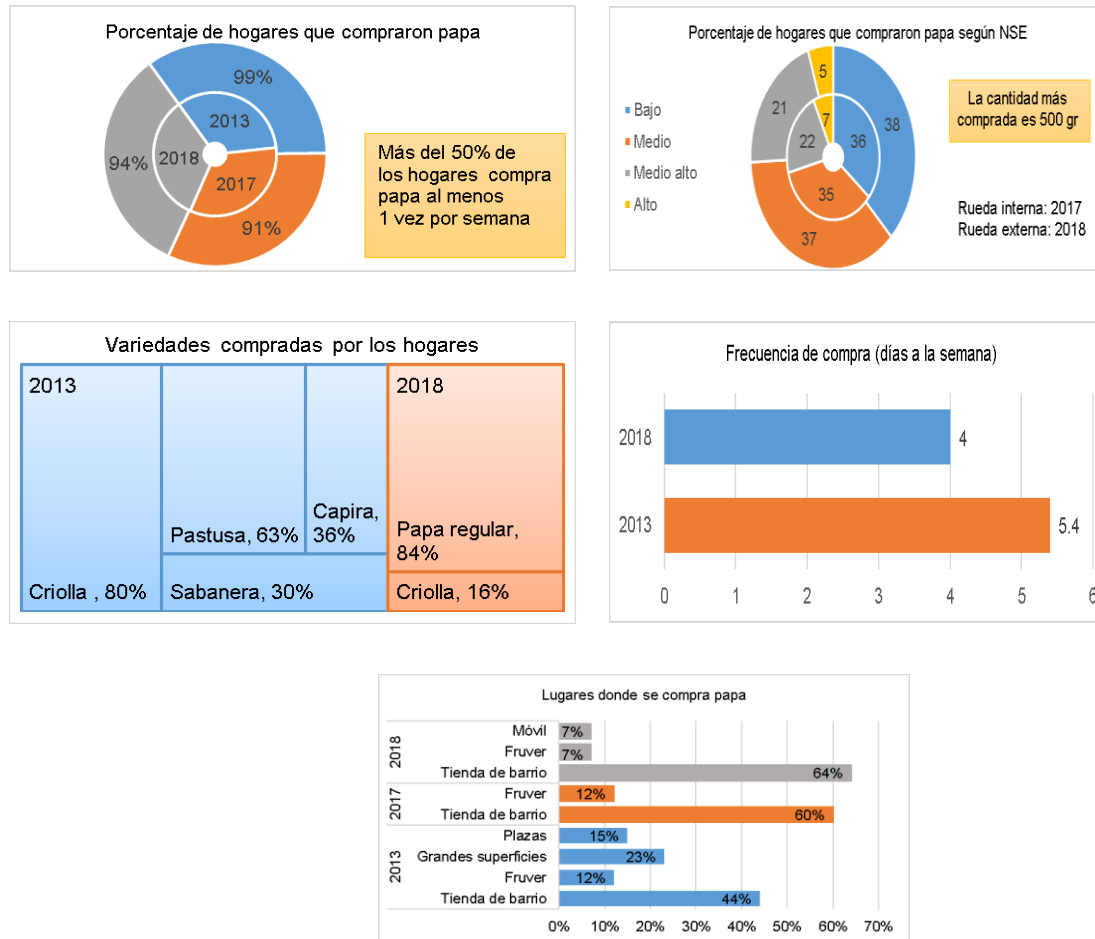 Porcentaje de hogares que compraron papa
99%
2013
94%
2018
2017
91%
Más del 50% de
los hogares compra
papa al menos
1 vez por semana
Porcentaje de hogares que compraron papa según NSE
Bajo
Medio
Medio alto
Alto
5
21
7
38
22
36
35
37
La cantidad más
comprada es 500 gr
Rueda interna: 2017
Rueda externa: 2018
Variedades compradas por los hogares
2013
Criolla , 80%
Pastusa, 63%
Capira,
36%
Sabanera, 30%
2018
Papa regular,
84%
Criolla, 16%
Frecuencia de compra (días a la semana)
2018
4
2013
5.4
0 1 2 3 4 5 6
Lugares donde se compra papa
2018
Móvil 7%
Fruver 7%
Tienda de barrio 64%
2017
Fruver 12%
Tienda de barrio 60%
2013
Plazas 15%
Grandes superficies 23%
Fruver 12%
Tienda de barrio 44%
0% 10% 20% 30% 40% 50% 60% 70%